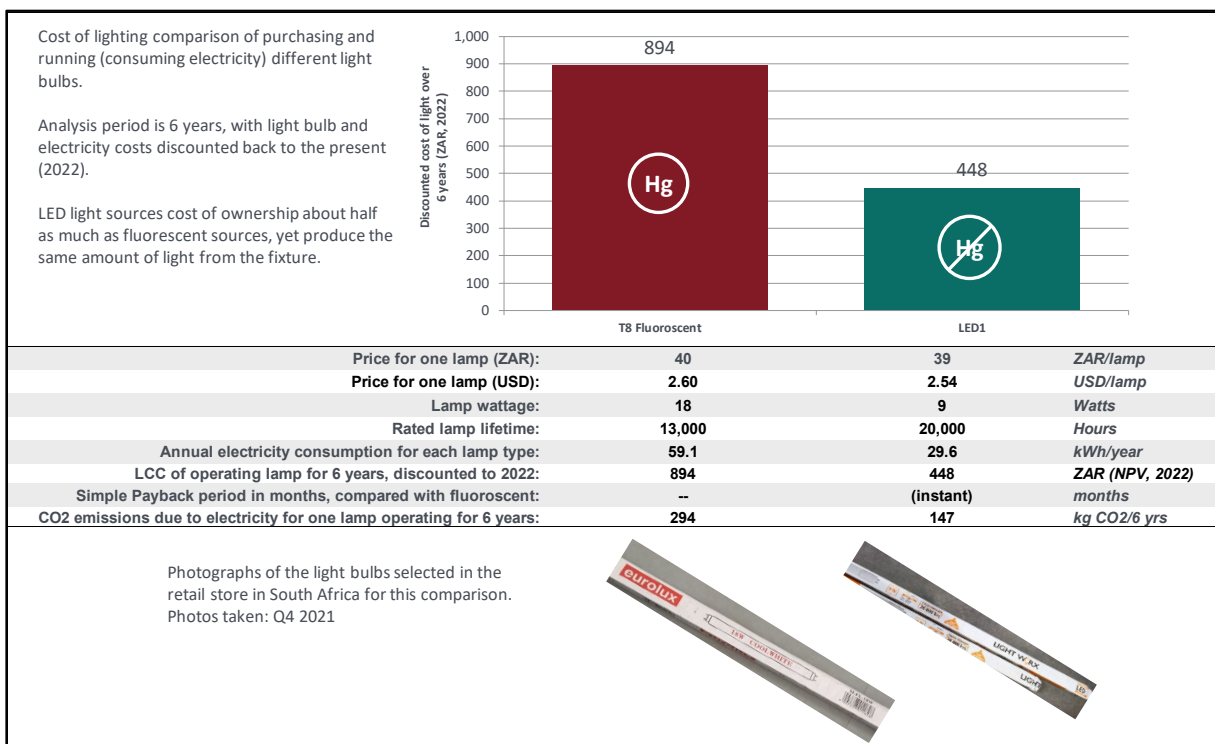 Cost of lighting comparison of purchasing and
running (consuming electricity) different light
bulbs.
Analysis period is 6 years, with light bulb and
electricity costs discounted back to the present
(2022).
LED light sources cost of ownership about half
as much as fluorescent sources, yet produce the
same amount of light from the fixture.
Discounted cost of light over
6 years (ZAR, 2022)
1,000
900
800
700
600
500
400
300
200
100
0
894
448
Hg
Hg
T8 Fluoroscent
LED1
Price for one lamp (ZAR): 40 39 ZAR/lamp
Price for one lamp (USD): 2.60 2.54 USD/lamp
Lamp wattage: 18 9 Watts
Rated lamp lifetime: 13,000 20,000 Hours
Annual electricity consumption for each lamp type: 59.1 29.6 kWh/year
LCC of operating lamp for 6 years, discounted to 2022: 894 448 ZAR (NPV, 2022)
Simple Payback period in months, compared with fluoroscent: -- (instant) months
CO2 emissions due to electricity for one lamp operating for 6 years: 294 147 kg CO2/6 yrs
Photographs of the light bulbs selected in the
retail store in South Africa for this comparison.
Photos taken: Q4 2021
eurolux
18W COOL WHITE
LIGHT W RX
LED
LIGHT